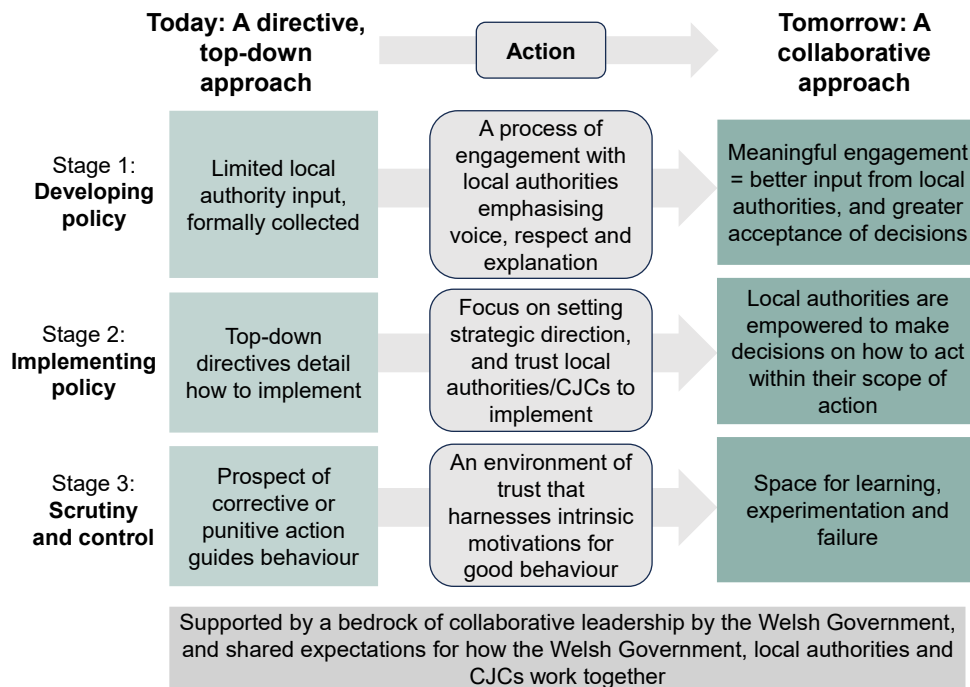 Today: A directive,
top-down
approach
Action
Tomorrow: A
collaborative
approach
Stage 1:
Developing
policy
Limited local
authority input,
formally collected
A process of
engagement with
local authorities
emphasising
voice, respect and
explanation
Meaningful engagement
= better input from local
authorities, and greater
acceptance of decisions
Stage 2:
Implementing
policy
Top-down
directives detail
how to implement
Focus on setting
strategic direction,
and trust local
authorities/CJCs to
implement
Local authorities are
empowered to make
decisions on how to act
within their scope of
action
Stage 3:
Scrutiny
and control
Prospect of
corrective or
punitive action
guides behaviour
An environment of
trust that
harnesses intrinsic
motivations for
good behaviour
Space for learning,
experimentation and
failure
Supported by a bedrock of collaborative leadership by the Welsh Government,
and shared expectations for how the Welsh Government, local authorities and
CJCs work together